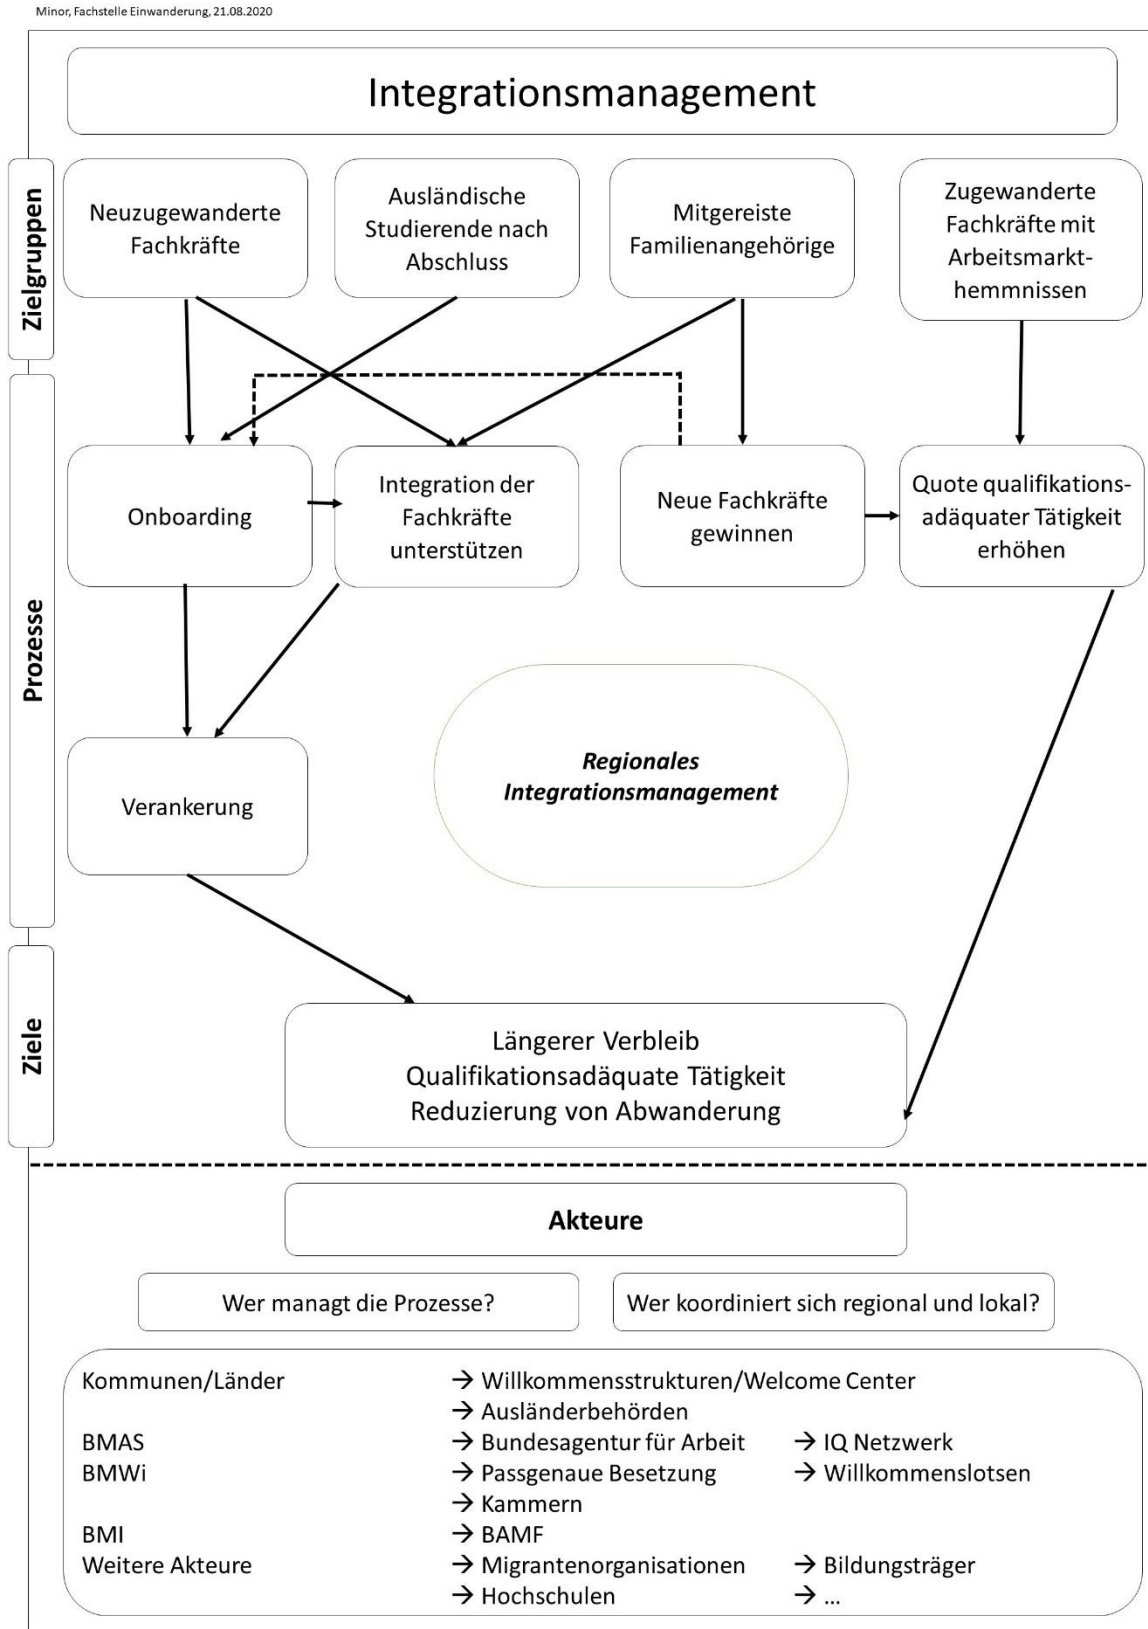 Minor, Fachstelle Einwanderung, 21.08.2020
Integrationsmanagement
Zielgruppen
Neuzugewanderte
Fachkräfte
Ausländische
Studierende nach
Abschluss
Mitgereiste
Familienangehörige
Zugewanderte
Fachkräfte mit
Arbeitsmarkt-
hemmnissen
Prozesse
Onboarding
Integration der
Fachkräfte
unterstützen
Neue Fachkräfte
gewinnen
Quote qualifikations-
adäquater Tätigkeit
erhöhen
Verankerung
Regionales
Integrationsmanagement
Ziele
Längerer Verbleib
Qualifikationsadäquate Tätigkeit
Reduzierung von Abwanderung
Akteure
Wer managt die Prozesse?
Wer koordiniert sich regional und lokal?
Kommunen/Länder → Willkommensstrukturen/Welcome Center
→ Ausländerbehörden
BMAS → Bundesagentur für Arbeit → IQ Netzwerk
BMWi → Passgenaue Besetzung → Willkommenslotsen
→ Kammern
BMI → BAMF
Weitere Akteure → Migrantenorganisationen → Bildungsträger
→ Hochschulen → ...